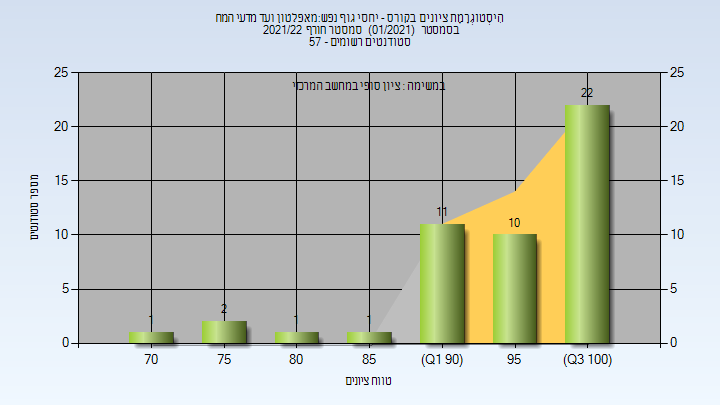 היסטוגרמת ציונים בקורס - יחסי גוף נפש:מאפלטון ועד מדעי המח
בסמסטר (01/2021) סמסטר חורף 2021/22
סטודנטים רשומים - 57
במשימה : ציון סופי במחשב המרכזי
25 25
20 20
15 15
10 10
5 5
0 0
1 2 1 1 11 10 22
70 75 80 85 (Q1 90) 95 (Q3 100)
מספר סטודנטים
טווח ציונים